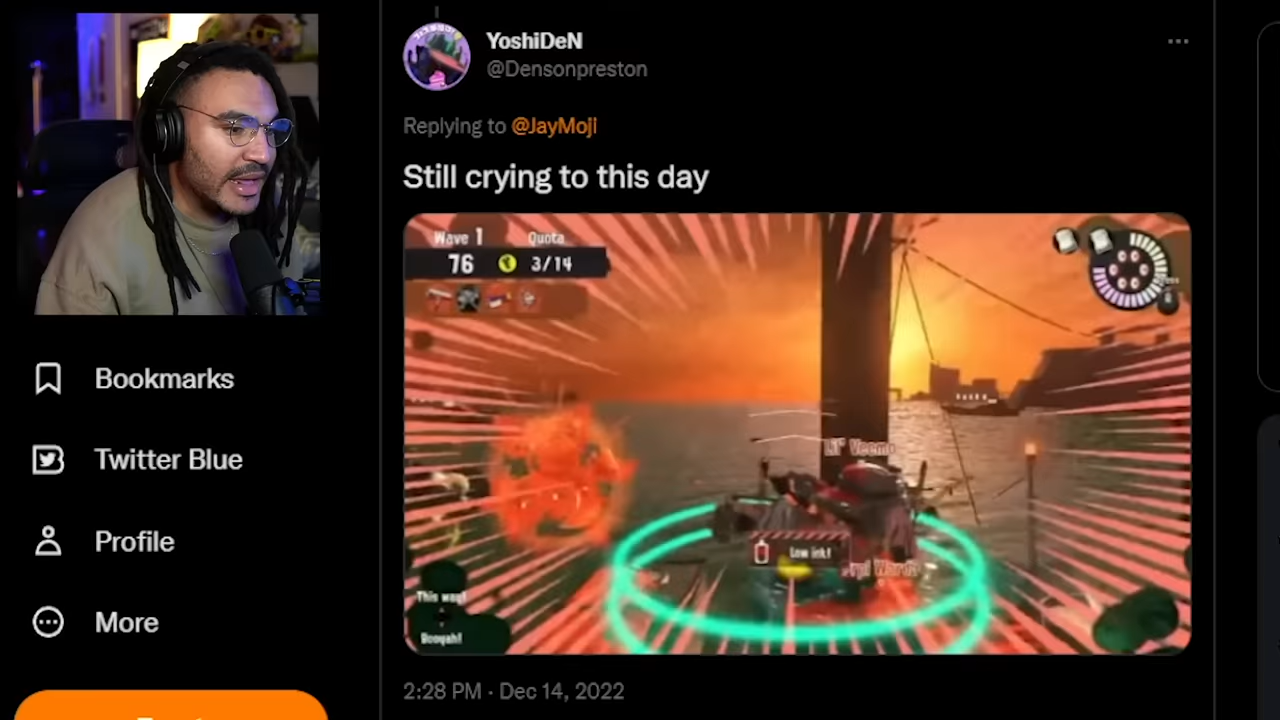 YoshiDeN
@Densonpreston
Replying to @JayMoji
Still crying to this day
Wave 1
Quota
76
3/14
Lil' Veemo
Low ink!
This way!
Booyah!
2:28 PM · Dec 14, 2022
Bookmarks
Twitter Blue
Profile
More